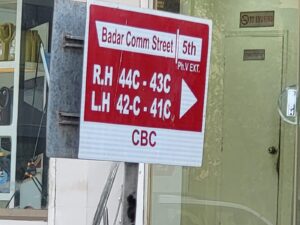 Badar Comm Street 5th
Ph.V EXT.
R.H 44C - 43C
L.H 42-C - 41C
CBC